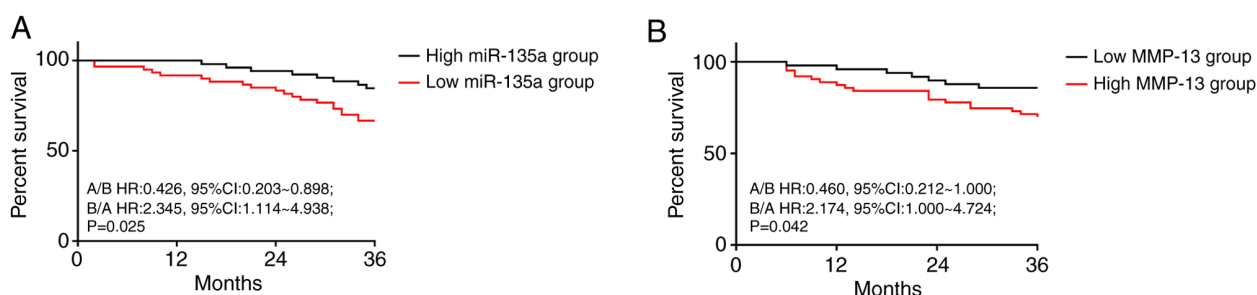 A
Percent survival
100
50
0
0 12 24 36
Months
High miR-135a group
Low miR-135a group
A/B HR:0.426, 95%CI:0.203~0.898;
B/A HR:2.345, 95%CI:1.114~4.938;
P=0.025
B
Percent survival
100
50
0
0 12 24 36
Months
Low MMP-13 group
High MMP-13 group
A/B HR:0.460, 95%CI:0.212~1.000;
B/A HR:2.174, 95%CI:1.000~4.724;
P=0.042